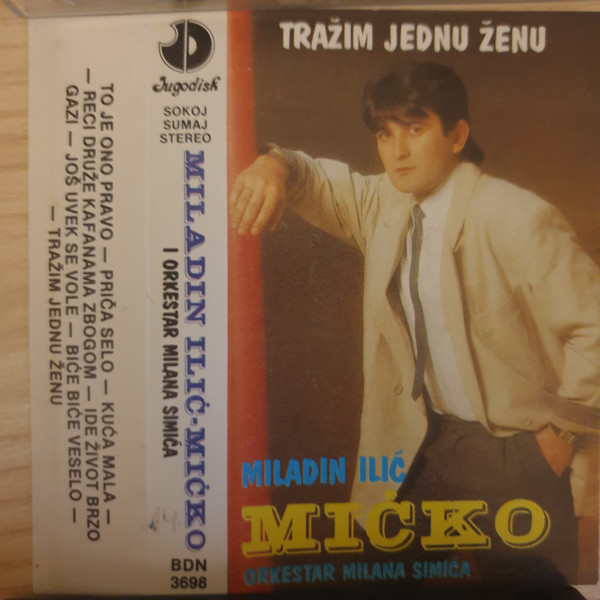 TO JE ONO PRAVO – PRIČA SELO – KUĆA MALA –
– RECI DRUŽE KAFANAMA ZBOGOM – IDE ŽIVOT BRZO
GAZI – JOŠ UVEK SE VOLE – BIĆE BIĆE VESELO –
– TRAŽIM JEDNU ŽENU
Jugodisk
SOKOJ
SUMAJ
STEREO
MILADIN ILIĆ-MIĆKO
I ORKESTAR MILANA SIMIĆA
BDN
3698
TRAŽIM JEDNU ŽENU
MILADIN ILIĆ
MIĆKO
ORKESTAR MILANA SIMIĆA